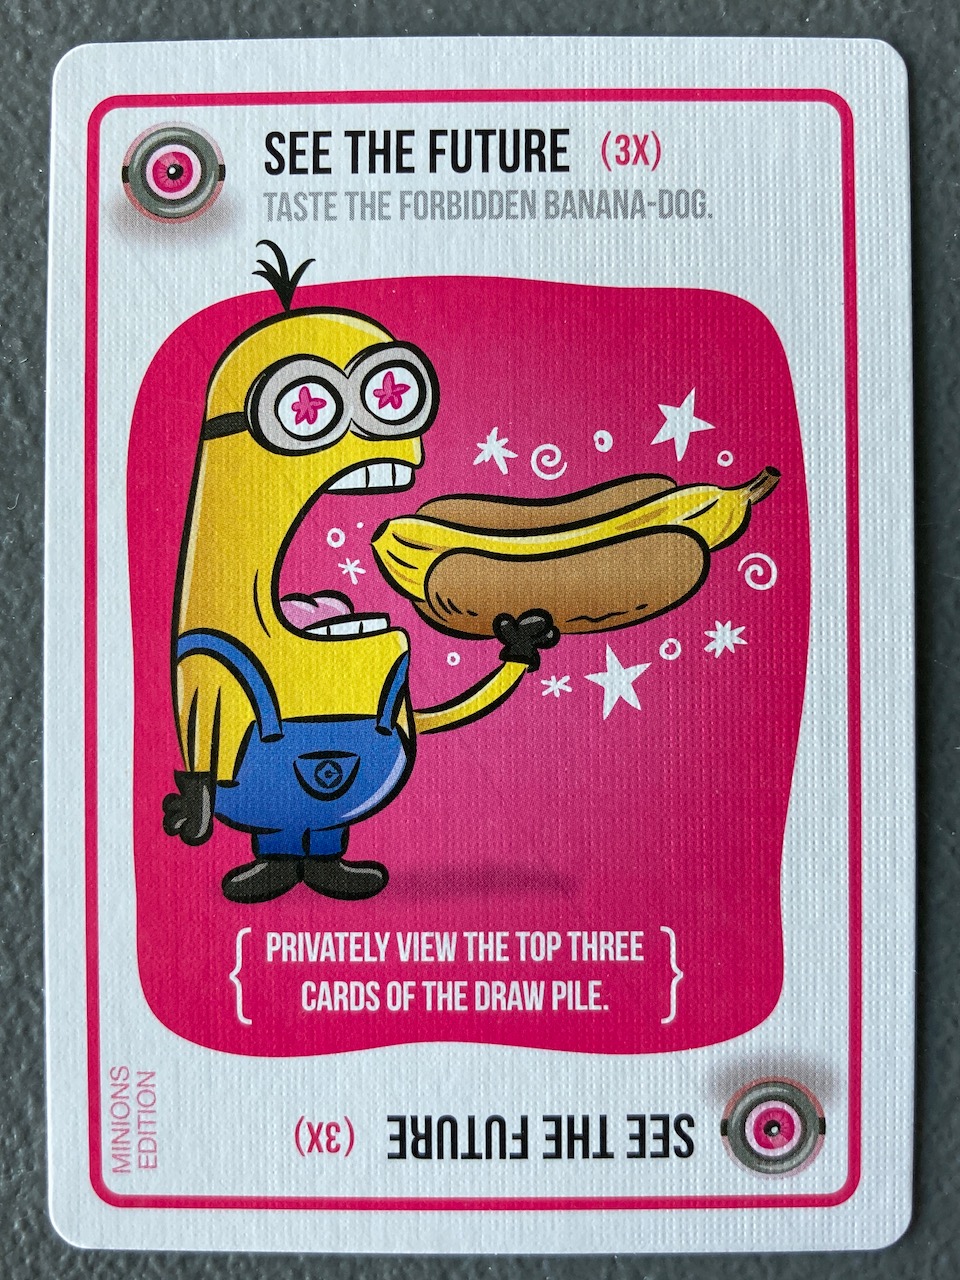 SEE THE FUTURE (3X)
TASTE THE FORBIDDEN BANANA-DOG.
PRIVATELY VIEW THE TOP THREE
CARDS OF THE DRAW PILE.
MINIONS
EDITION
SEE THE FUTURE (3X)